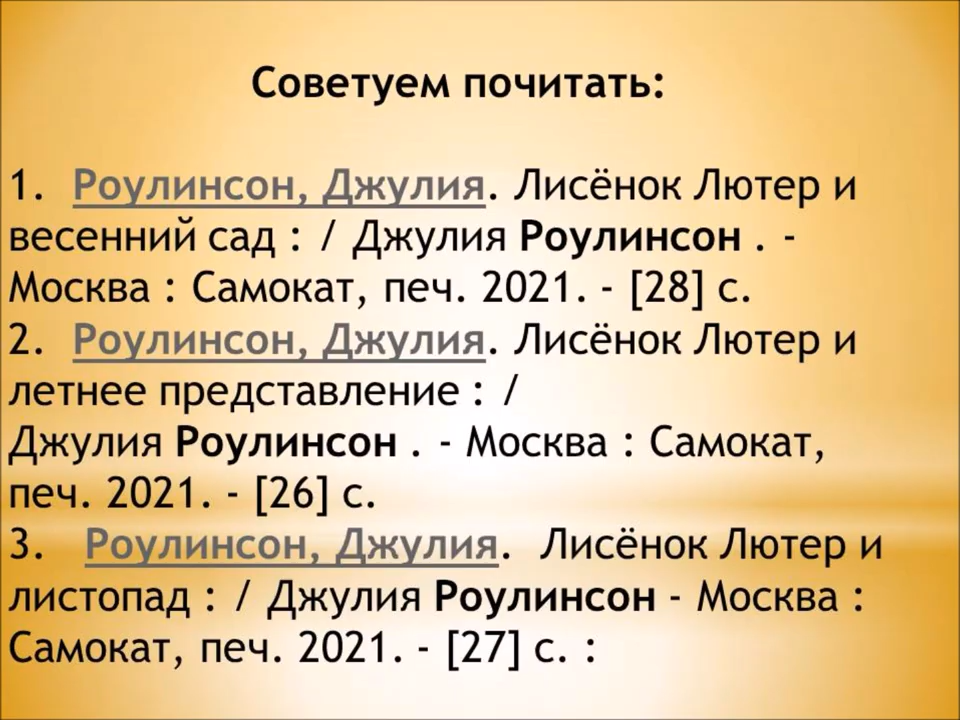 Советуем почитать:
1. Роулинсон, Джулия. Лисёнок Лютер и
весенний сад : / Джулия Роулинсон . -
Москва : Самокат, печ. 2021. - [28] с.
2. Роулинсон, Джулия. Лисёнок Лютер и
летнее представление : /
Джулия Роулинсон . - Москва : Самокат,
печ. 2021. - [26] с.
3. Роулинсон, Джулия. Лисёнок Лютер и
листопад : / Джулия Роулинсон - Москва :
Самокат, печ. 2021. - [27] с. :